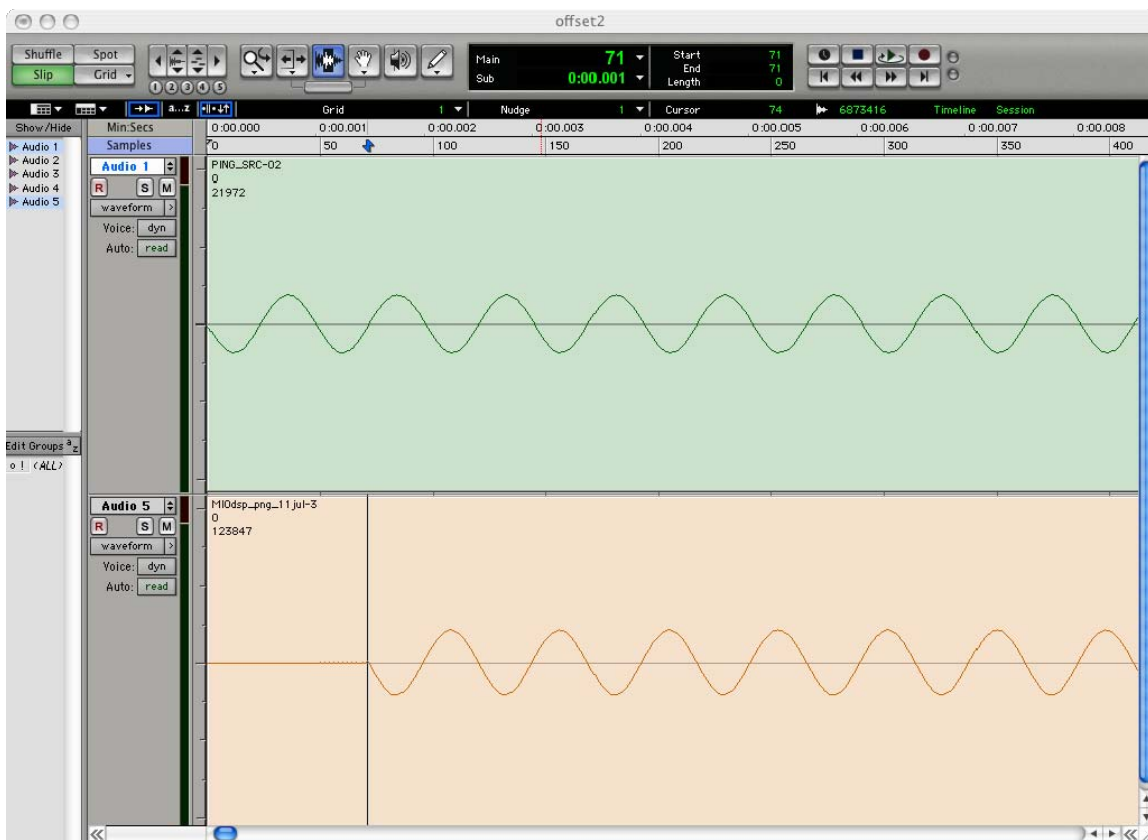 offset2
Shuffle Spot
Slip Grid
1 2 3 4 5
Main 71
Sub 0:00.001
Start 71
End 71
Length 0
a...z
Grid 1 Nudge 1 Cursor 74 6873416 Timeline Session
Show/Hide
Audio 1
Audio 2
Audio 3
Audio 4
Audio 5
Min:Secs 0:00.000 0:00.001 0:00.002 0:00.003 0:00.004 0:00.005 0:00.006 0:00.007 0:00.008
Samples 0 50 100 150 200 250 300 350 400
Audio 1
R S M
waveform >
Voice: dyn
Auto: read
PING_SRC-02
0
21972
Edit Groups a z
o ! (ALL)
Audio 5
R S M
waveform >
Voice: dyn
Auto: read
MIOdsp_png_11jul-3
0
123847